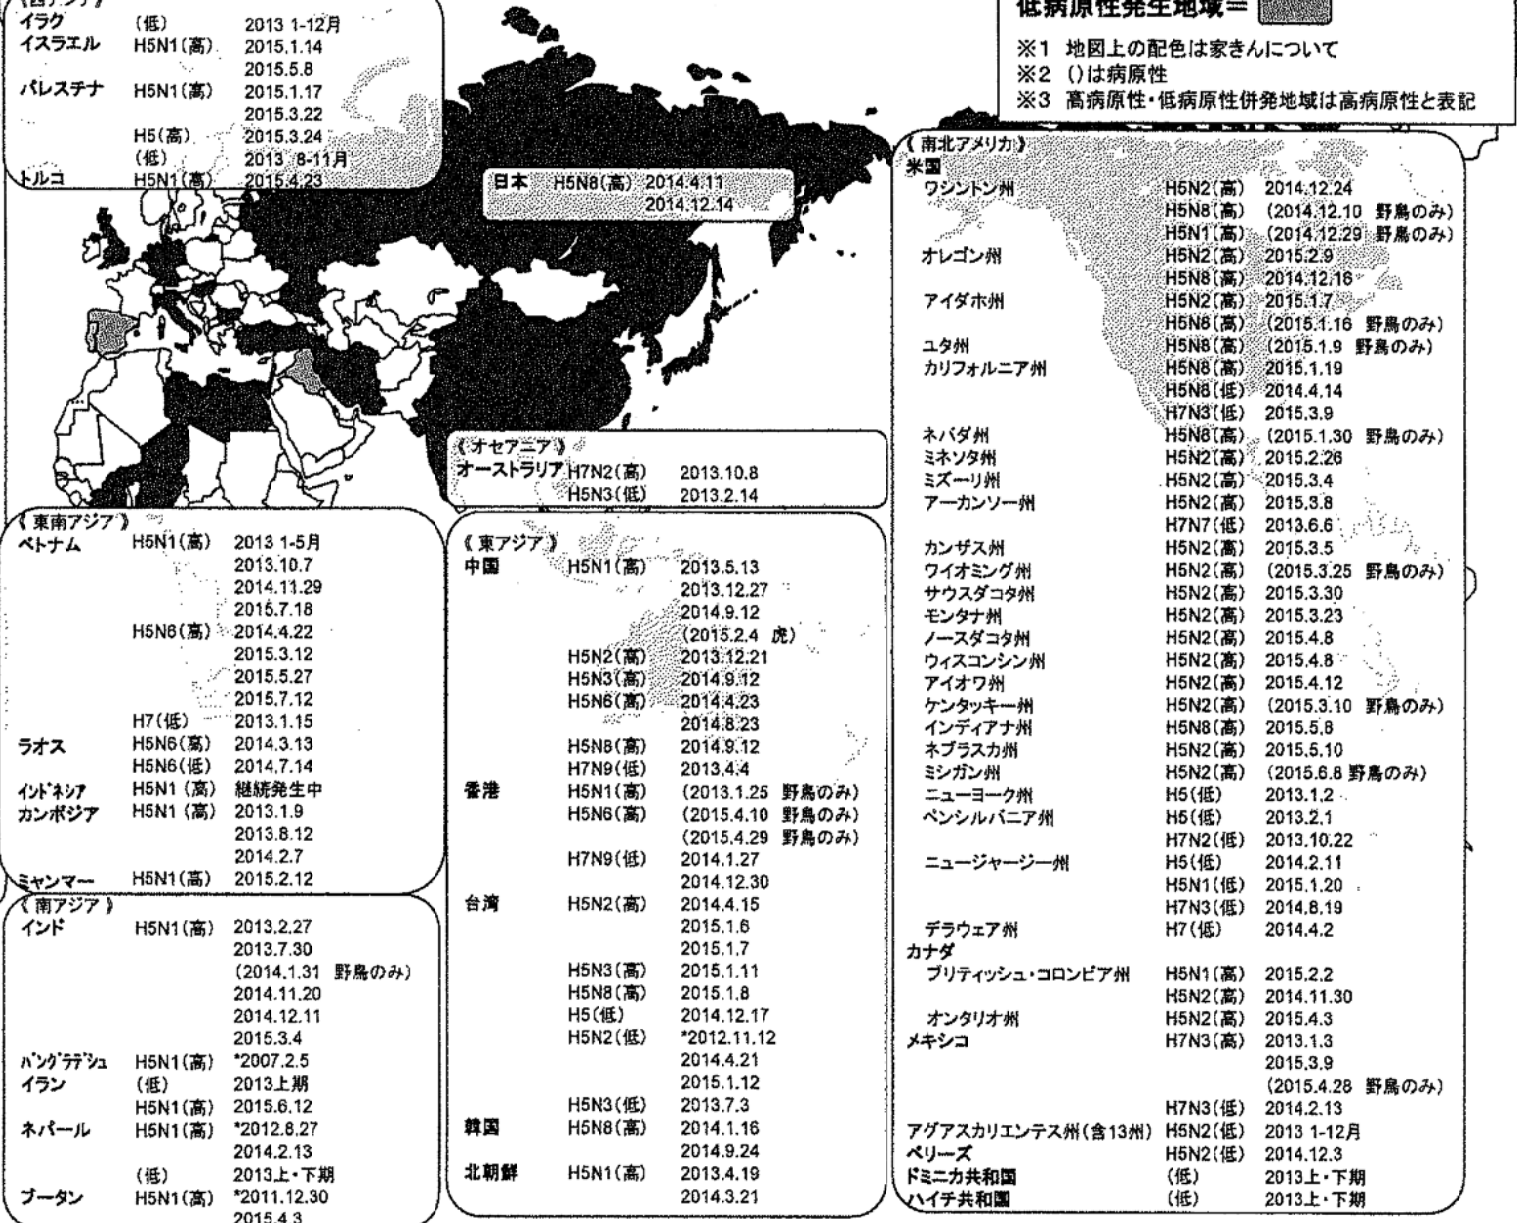 イラク (低) 2013 1-12月
イスラエル H5N1(高) 2015.1.14
2015.5.8
パレスチナ H5N1(高) 2015.1.17
2015.3.22
H5(高) 2015.3.24
(低) 2013 8-11月
トルコ H5N1(高) 2015.4.23
低病原性発生地域=
※1 地図上の配色は家きんについて
※2 ()は病原性
※3 高病原性・低病原性併発地域は高病原性と表記
日本 H5N8(高) 2014.4.11
2014.12.14
《オセアニア》
オーストラリア H7N2(高) 2013.10.8
H5N3(低) 2013.2.14
《東南アジア》
ベトナム H5N1(高) 2013 1-5月
2013.10.7
2014.11.29
2015.7.18
H5N6(高) 2014.4.22
2015.3.12
2015.5.27
2015.7.12
H7(低) 2013.1.15
ラオス H5N6(高) 2014.3.13
H5N6(低) 2014.7.14
インドネシア H5N1 (高) 継続発生中
カンボジア H5N1 (高) 2013.1.9
2013.8.12
2014.2.7
ミャンマー H5N1(高) 2015.2.12
《南アジア》
インド H5N1(高) 2013.2.27
2013.7.30
(2014.1.31 野鳥のみ)
2014.11.20
2014.12.11
2015.3.4
バングラデシュ H5N1(高) *2007.2.5
イラン (低) 2013上期
H5N1(高) 2015.6.12
ネパール H5N1(高) *2012.8.27
2014.2.13
(低) 2013上・下期
ブータン H5N1(高) *2011.12.30
2015.4.3
《東アジア》
中国 H5N1(高) 2013.5.13
2013.12.27
2014.9.12
(2015.2.4 虎)
H5N2(高) 2013.12.21
H5N3(高) 2014.9.12
H5N6(高) 2014.4.23
2014.8.23
H5N8(高) 2014.9.12
H7N9(低) 2013.4.4
香港 H5N1(高) (2013.1.25 野鳥のみ)
H5N6(高) (2015.4.10 野鳥のみ)
(2015.4.29 野鳥のみ)
H7N9(低) 2014.1.27
2014.12.30
台湾 H5N2(高) 2014.4.15
2015.1.6
2015.1.7
H5N3(高) 2015.1.11
H5N8(高) 2015.1.8
H5(低) 2014.12.17
H5N2(低) *2012.11.12
2014.4.21
2015.1.12
H5N3(低) 2013.7.3
韓国 H5N8(高) 2014.1.16
2014.9.24
北朝鮮 H5N1(高) 2013.4.19
2014.3.21
《南北アメリカ》
米国
ワシントン州 H5N2(高) 2014.12.24
H5N8(高) (2014.12.10 野鳥のみ)
H5N1(高) (2014.12.29 野鳥のみ)
オレゴン州 H5N2(高) 2015.2.9
H5N8(高) 2014.12.16
アイダホ州 H5N2(高) 2015.1.7
H5N8(高) (2015.1.16 野鳥のみ)
ユタ州 H5N8(高) (2015.1.9 野鳥のみ)
カリフォルニア州 H5N8(高) 2015.1.19
H5N8(低) 2014.4.14
H7N3(低) 2015.3.9
ネバダ州 H5N8(高) (2015.1.30 野鳥のみ)
ミネソタ州 H5N2(高) 2015.2.26
ミズーリ州 H5N2(高) 2015.3.4
アーカンソー州 H5N2(高) 2015.3.8
H7N7(低) 2013.6.6
カンザス州 H5N2(高) 2015.3.5
ワイオミング州 H5N2(高) (2015.3.25 野鳥のみ)
サウスダコタ州 H5N2(高) 2015.3.30
モンタナ州 H5N2(高) 2015.3.23
ノースダコタ州 H5N2(高) 2015.4.8
ウィスコンシン州 H5N2(高) 2015.4.8
アイオワ州 H5N2(高) 2015.4.12
ケンタッキー州 H5N2(高) (2015.3.10 野鳥のみ)
インディアナ州 H5N8(高) 2015.5.8
ネブラスカ州 H5N2(高) 2015.5.10
ミシガン州 H5N2(高) (2015.6.8 野鳥のみ)
ニューヨーク州 H5(低) 2013.1.2
ペンシルバニア州 H5(低) 2013.2.1
H7N2(低) 2013.10.22
ニュージャージー州 H5(低) 2014.2.11
H5N1(低) 2015.1.20
H7N3(低) 2014.8.19
デラウェア州 H7(低) 2014.4.2
カナダ
ブリティッシュ・コロンビア州 H5N1(高) 2015.2.2
H5N2(高) 2014.11.30
オンタリオ州 H5N2(高) 2015.4.3
メキシコ H7N3(高) 2013.1.3
2015.3.9
(2015.4.28 野鳥のみ)
H7N3(低) 2014.2.13
アグアスカリエンテス州(含13州) H5N2(低) 2013 1-12月
ベリーズ H5N2(低) 2014.12.3
ドミニカ共和国 (低) 2013上・下期
ハイチ共和国 (低) 2013上・下期